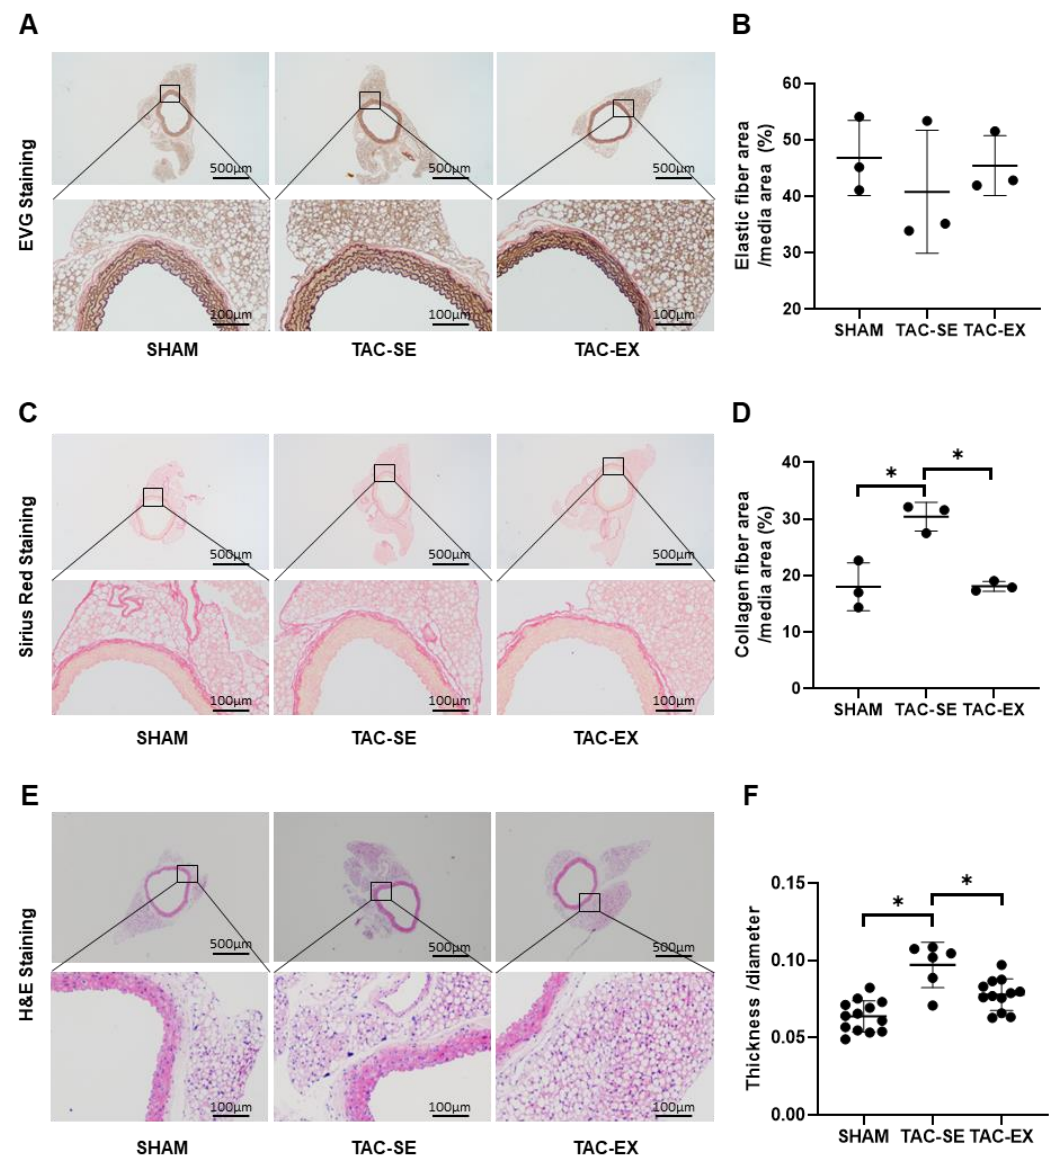 A
B
EVG Staining
500µm
500µm
500µm
100µm
100µm
100µm
SHAM
TAC-SE
TAC-EX
Elastic fiber area
/media area (%)
60
50
40
30
20
SHAM
TAC-SE
TAC-EX
C
D
Sirius Red Staining
500µm
500µm
500µm
100µm
100µm
100µm
SHAM
TAC-SE
TAC-EX
Collagen fiber area
/media area (%)
40
30
20
10
0
*
*
SHAM
TAC-SE
TAC-EX
E
F
H&E Staining
500µm
500µm
500µm
100µm
100µm
100µm
SHAM
TAC-SE
TAC-EX
Thickness /diameter
0.15
0.10
0.05
0.00
*
*
SHAM
TAC-SE
TAC-EX